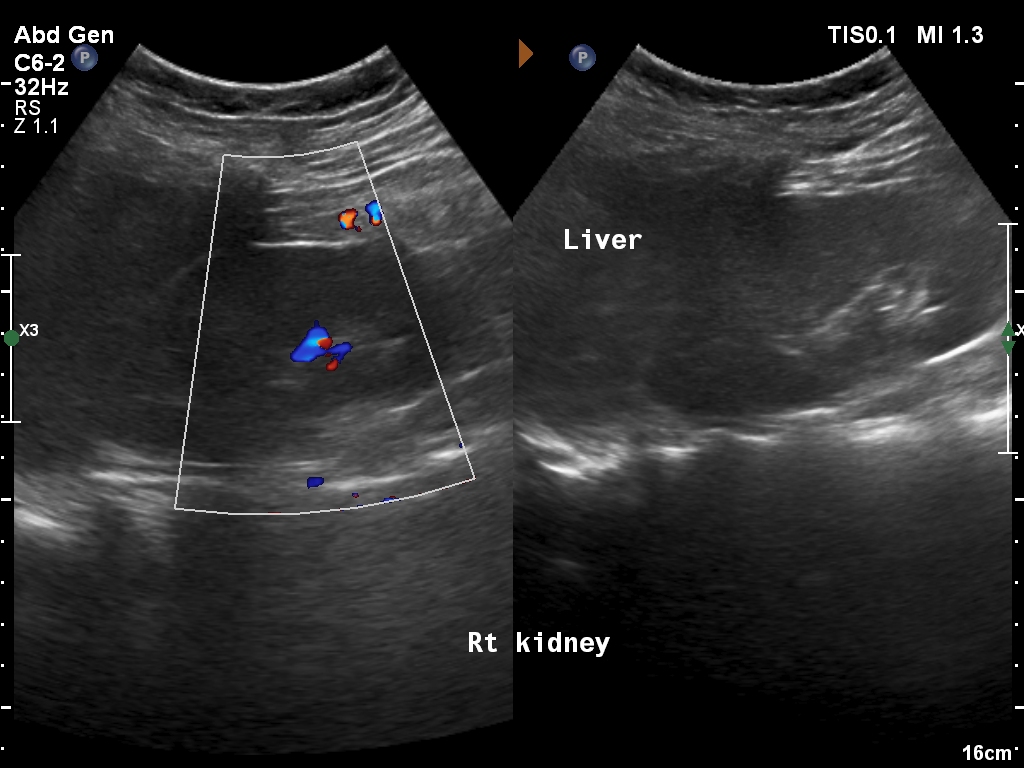 Abd Gen
C6-2
32Hz
RS
Z 1.1
P
P
TIS0.1 MI 1.3
X3
X
Liver
Rt kidney
16cm